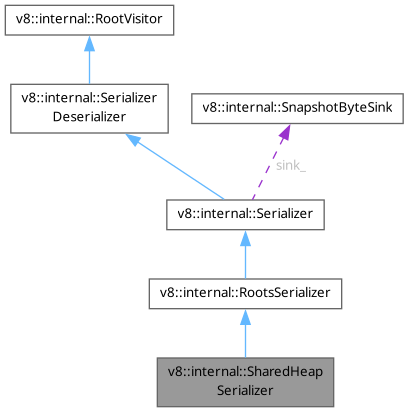 v8::internal::RootVisitor
v8::internal::Serializer
Deserializer
v8::internal::SnapshotByteSink
sink_
v8::internal::Serializer
v8::internal::RootsSerializer
v8::internal::SharedHeap
Serializer